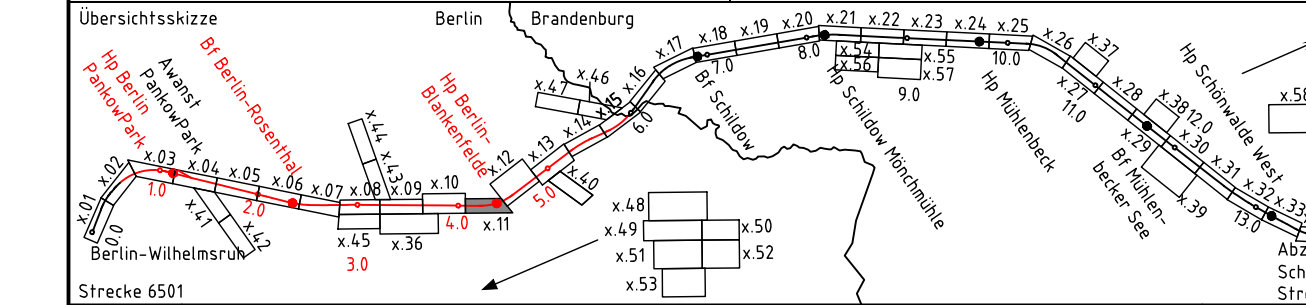 Übersichtsskizze
Berlin
Brandenburg
Hp Berlin
PankowPark
Awanst
PankowPark
Bf Berlin-Rosenthal
Hp Berlin-
Blankenfelde
Bf Schildow
Hp Schildow Mönchmühle
Hp Mühlenbeck
Bf Mühlen-
becker See
Hp Schönwalde West
x.01
x.02
x.03
x.04
x.05
x.06
x.07
x.08
x.09
x.10
x.11
x.12
x.13
x.14
x.15
x.16
x.17
x.18
x.19
x.20
x.21
x.22
x.23
x.24
x.25
x.26
x.27
x.28
x.29
x.30
x.31
x.32
x.33
x.36
x.37
x.38
x.39
x.40
x.41
x.42
x.43
x.44
x.45
x.46
x.47
x.48
x.49
x.50
x.51
x.52
x.53
x.54
x.55
x.56
x.57
x.58
0.0
1.0
2.0
3.0
4.0
5.0
6.0
7.0
8.0
9.0
10.0
11.0
12.0
13.0
Berlin-Wilhelmsruh
Strecke 6501
Abz
Sch
Str